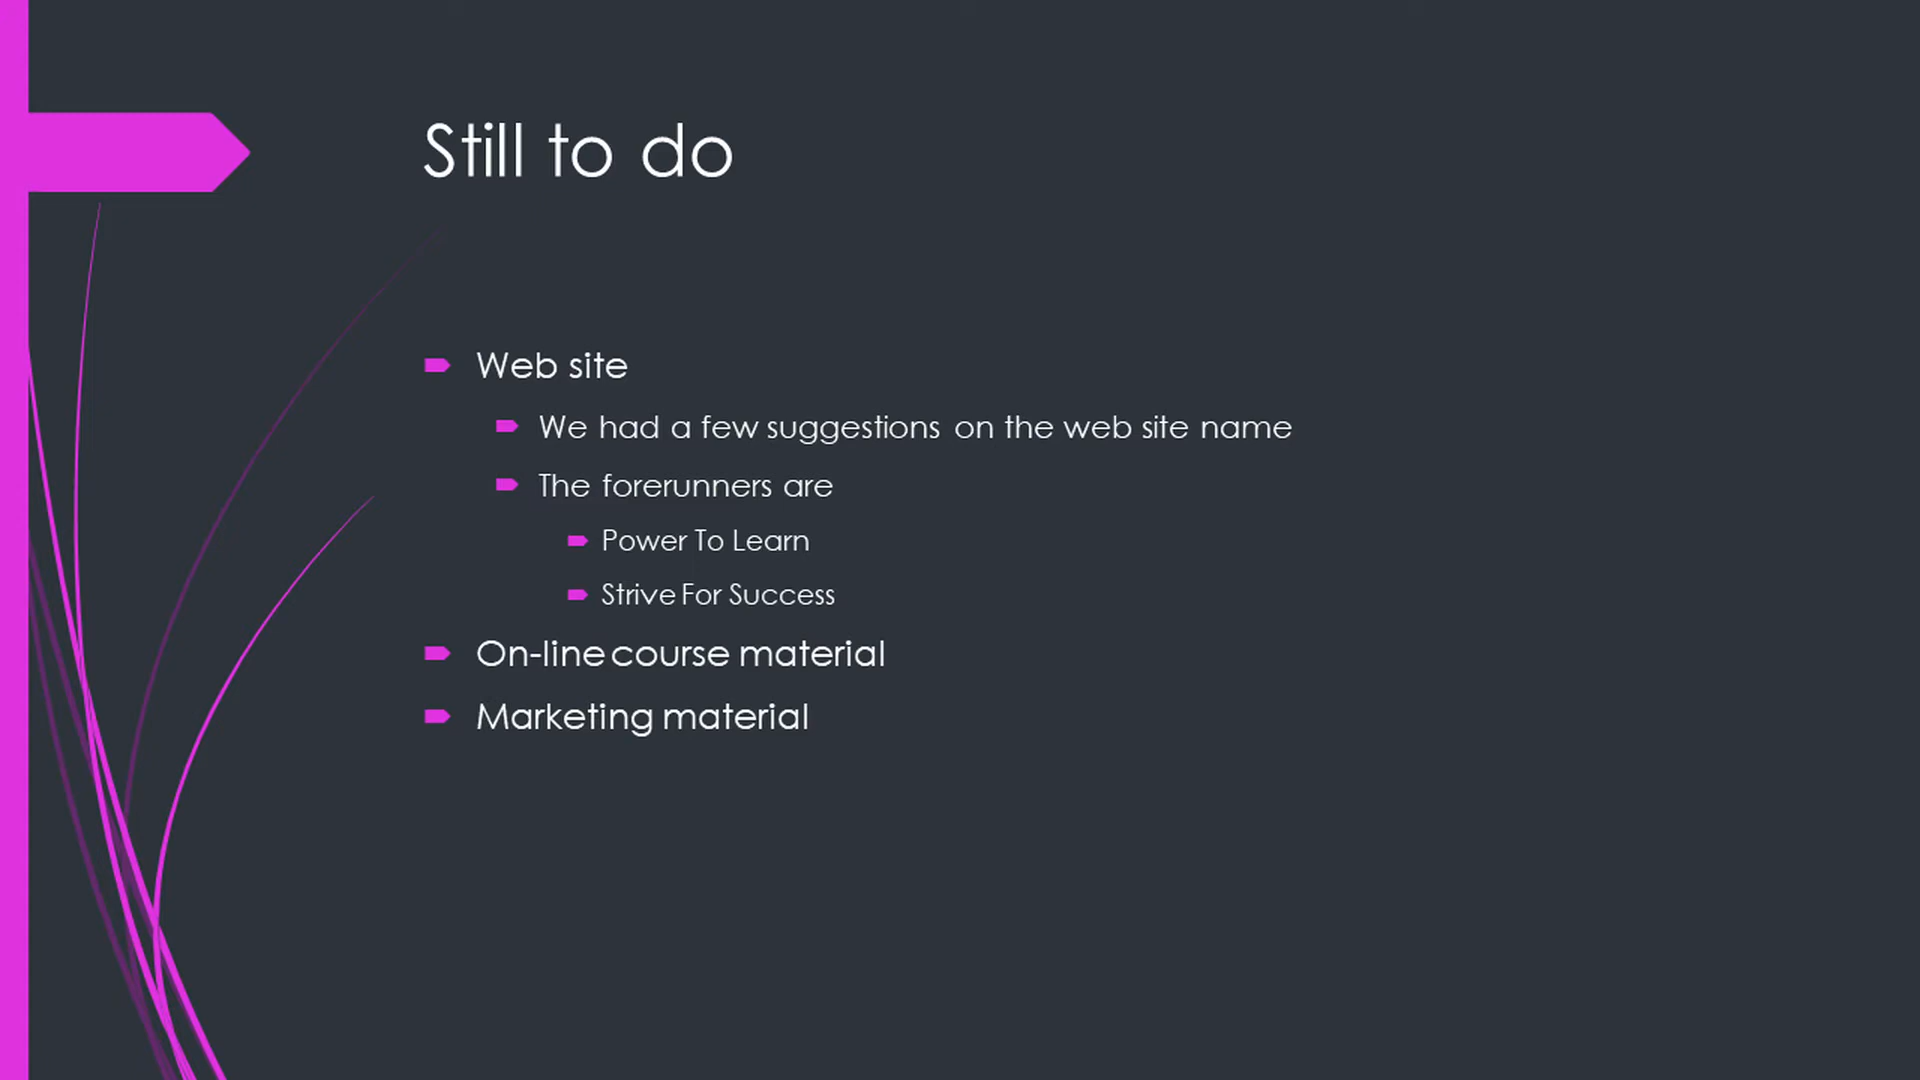 Still to do
Web site
We had a few suggestions on the web site name
The forerunners are
Power To Learn
Strive For Success
On-line course material
Marketing material